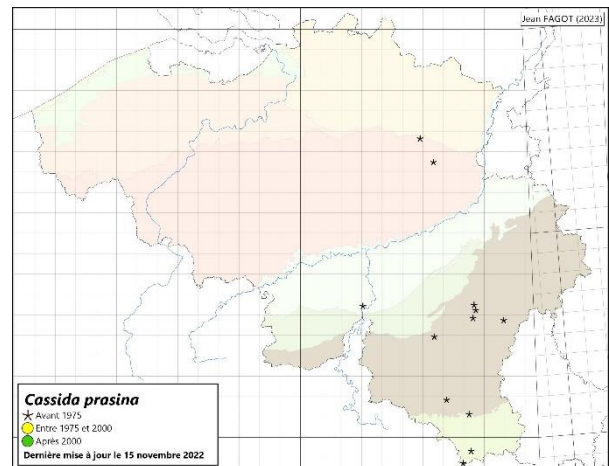 Jean FAGOT (2023)
Cassida prasina
Avant 1975
Entre 1975 et 2000
Après 2000
Dernière mise à jour le 15 novembre 2022